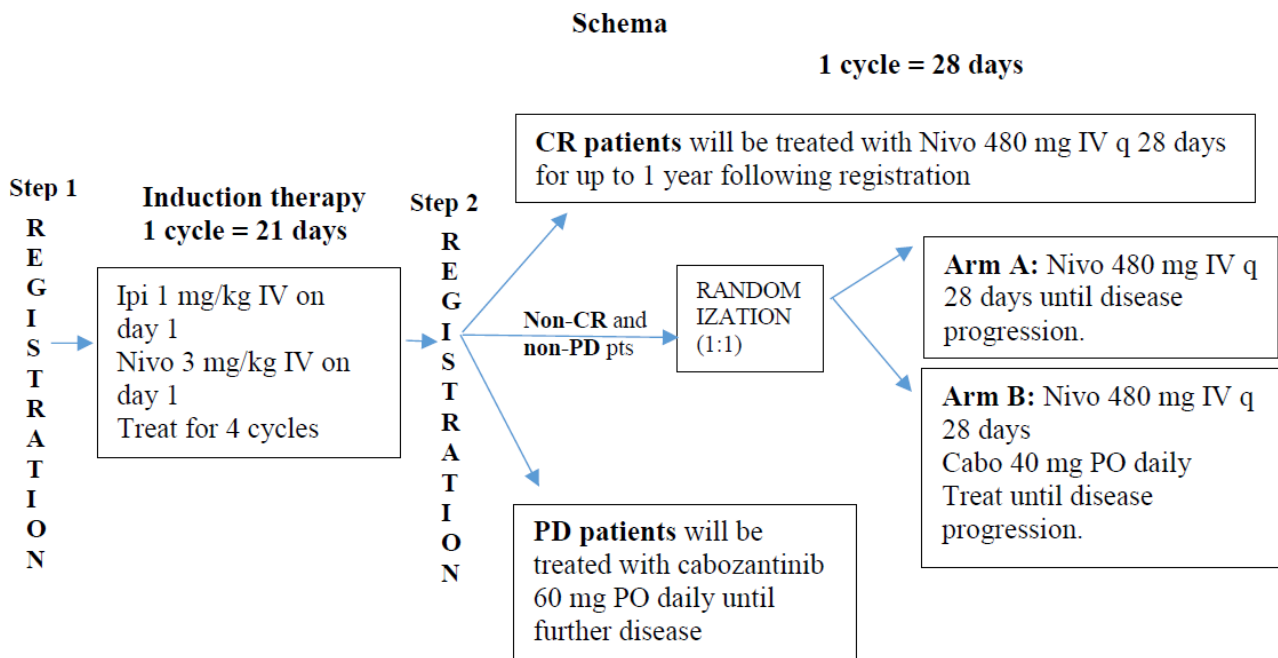 Schema
1 cycle = 28 days
Step 1
REGISTRATION
Induction therapy
1 cycle = 21 days
Ipi 1 mg/kg IV on
day 1
Nivo 3 mg/kg IV on
day 1
Treat for 4 cycles
Step 2
REGISTRATION
CR patients will be treated with Nivo 480 mg IV q 28 days
for up to 1 year following registration
Non-CR and
non-PD pts
RANDOM
IZATION
(1:1)
Arm A: Nivo 480 mg IV q
28 days until disease
progression.
Arm B: Nivo 480 mg IV q
28 days
Cabo 40 mg PO daily
Treat until disease
progression.
PD patients will be
treated with cabozantinib
60 mg PO daily until
further disease